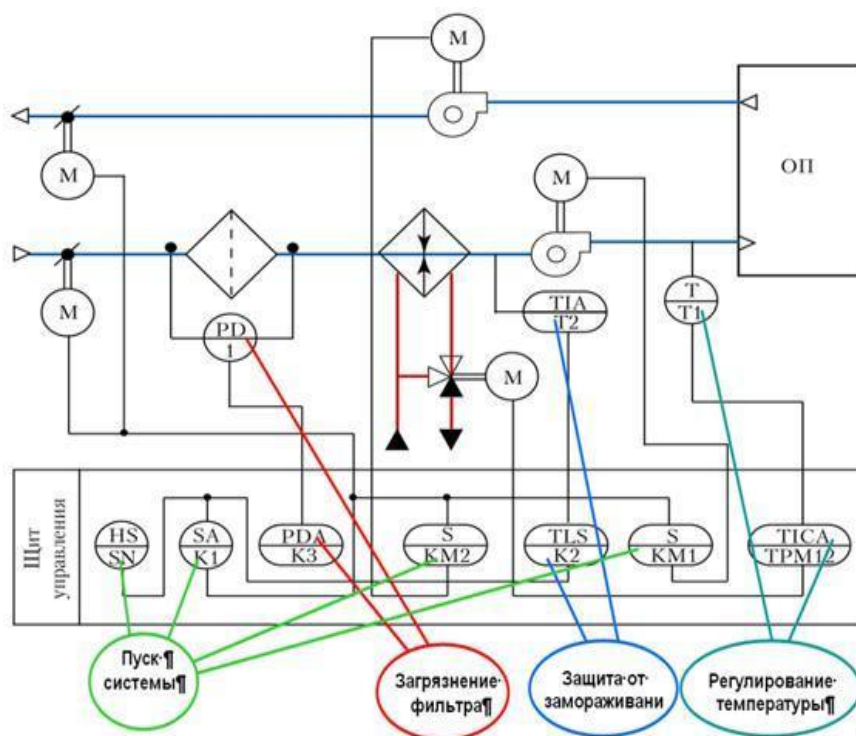 M
M
M
ОП
M
PD
1
TIA
T2
T
T1
M
Щит
управления
HS
SN
SA
K1
PDA
K3
S
KM2
TLS
K2
S
KM1
TICA
TPM12
Пуск·¶
системы¶
Загрязнение·
фильтра¶
Защита·от·
замораживани
Регулирование·
температуры¶